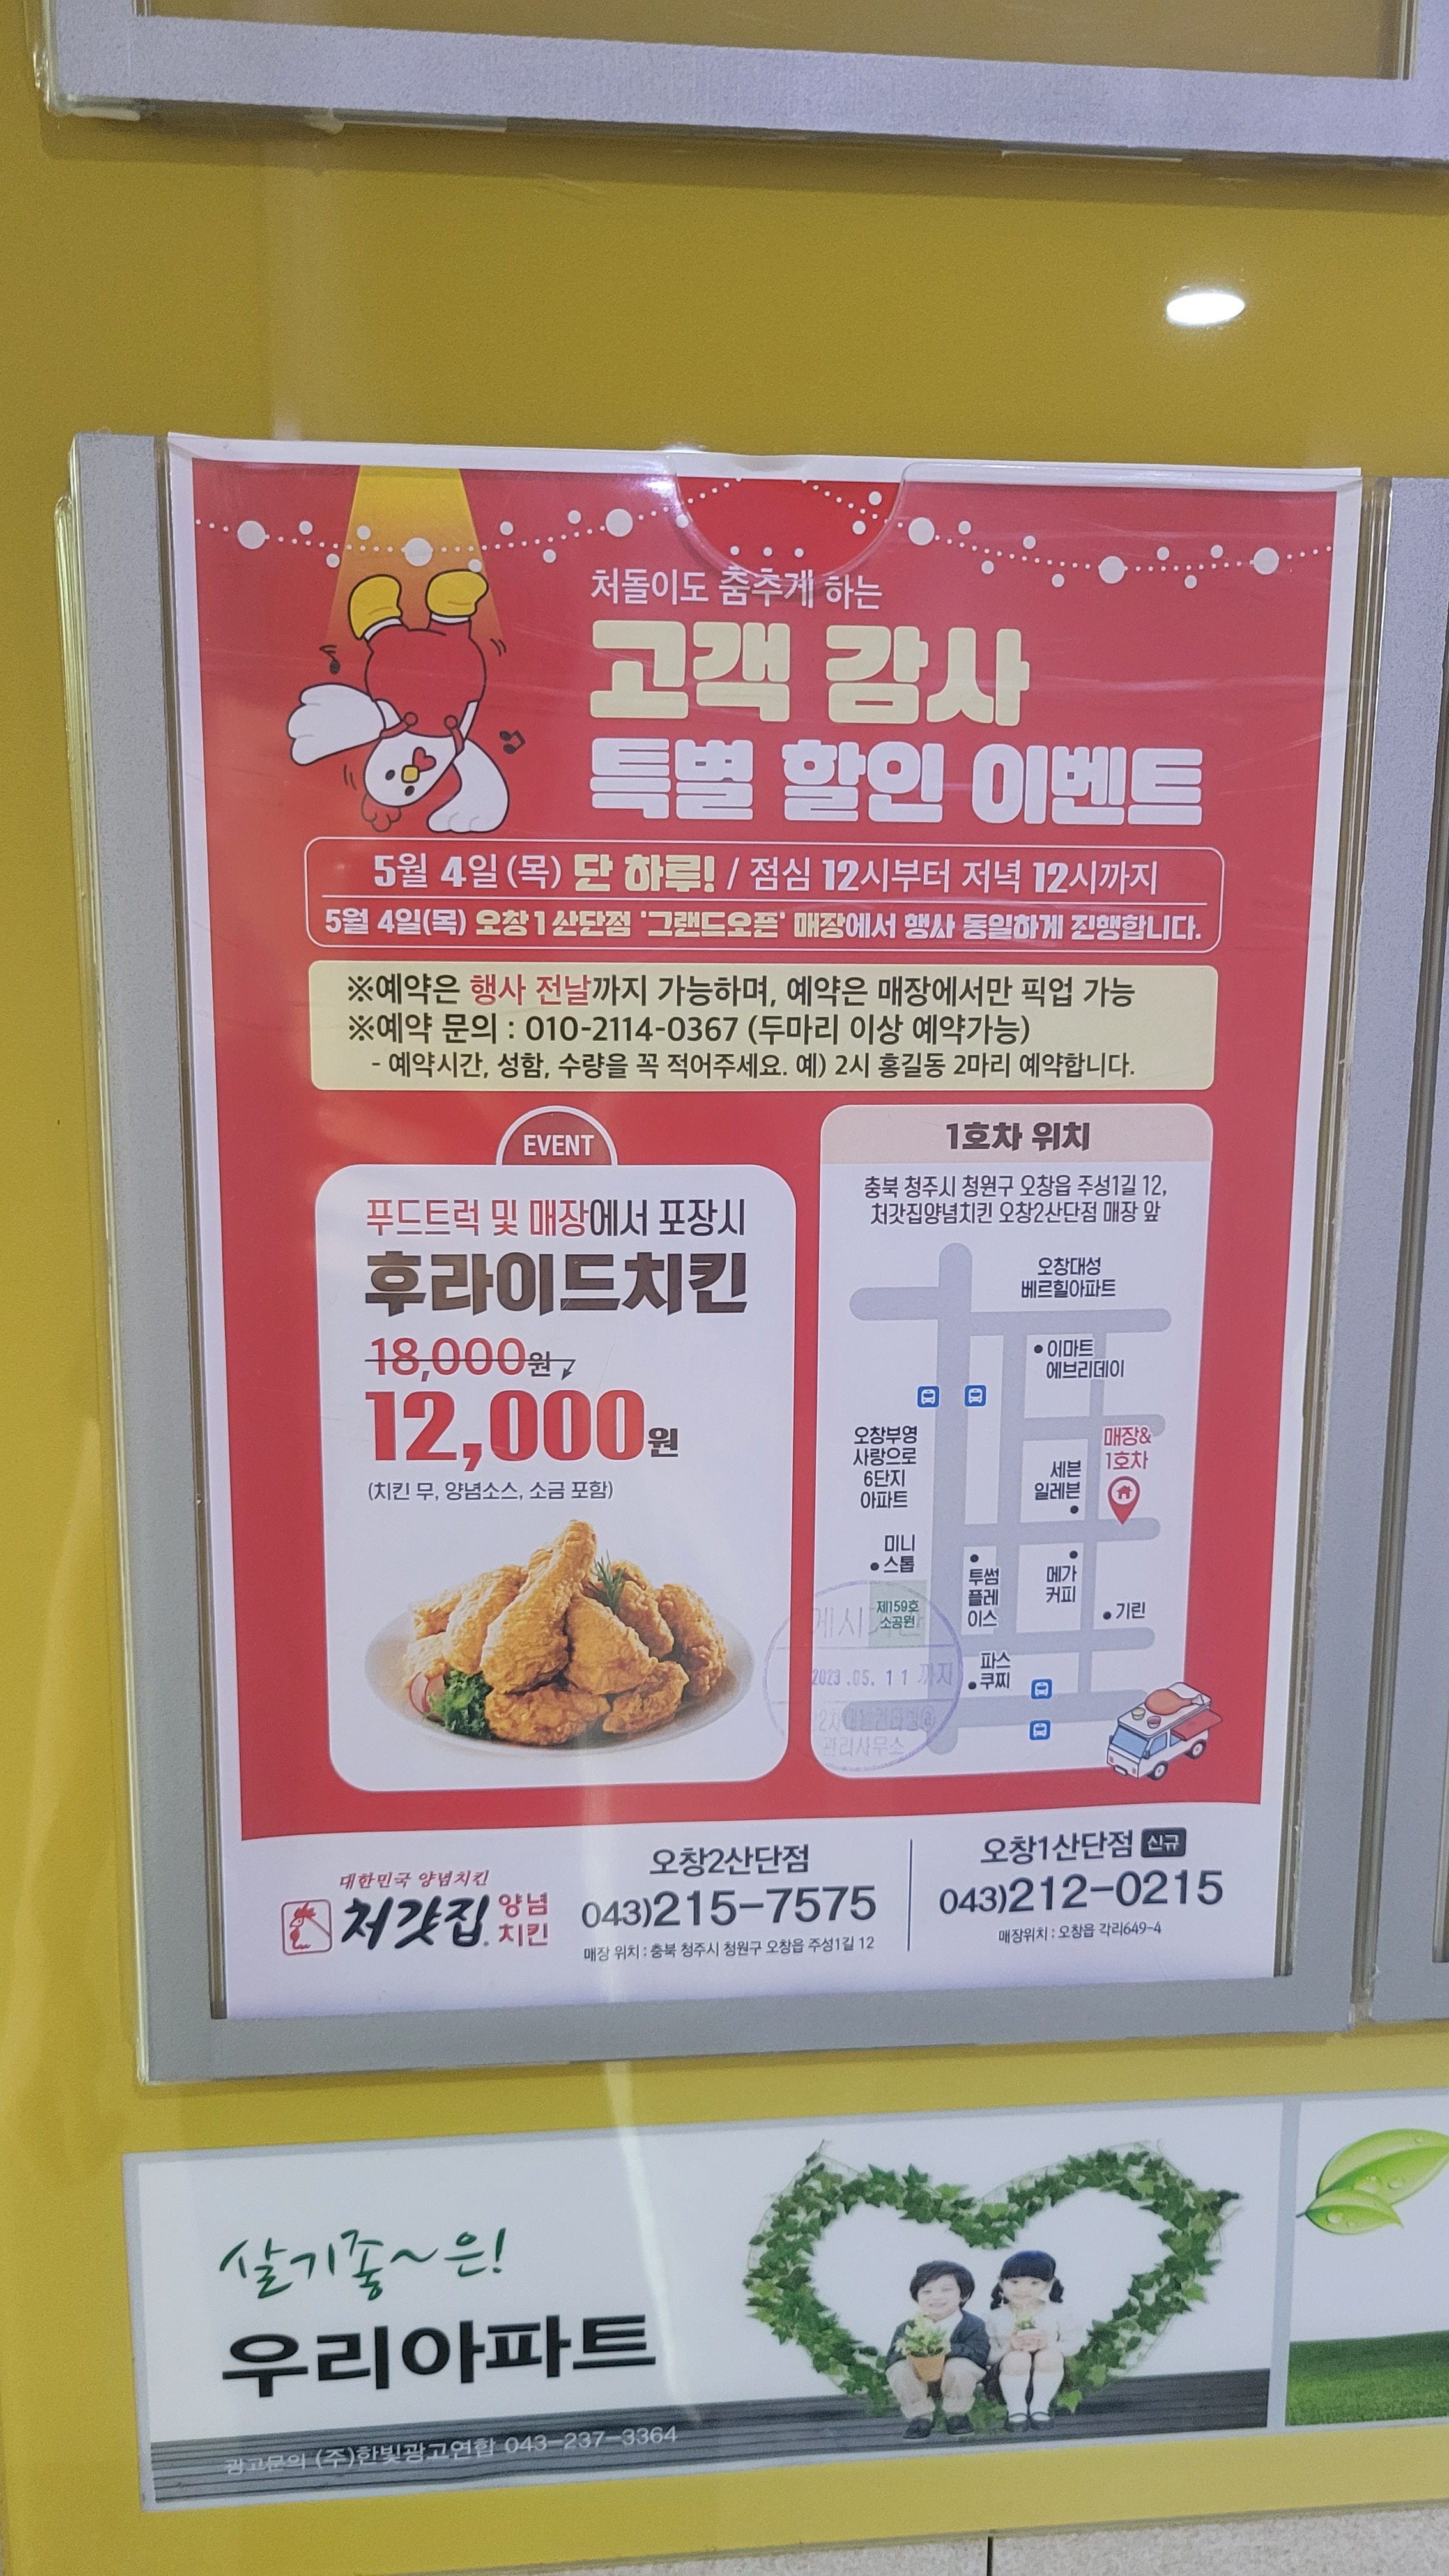 처돌이도 춤추게 하는
고객 감사
특별 할인 이벤트
5월 4일(목) 단 하루! / 점심 12시부터 저녁 12시까지
5월 4일(목) 오창1산단점 '그랜드오픈' 매장에서 행사 동일하게 진행합니다.
※예약은 행사 전날까지 가능하며, 예약은 매장에서만 픽업 가능
※예약 문의 : 010-2114-0367 (두마리 이상 예약가능)
- 예약시간, 성함, 수량을 꼭 적어주세요. 예) 2시 홍길동 2마리 예약합니다.
EVENT
푸드트럭 및 매장에서 포장시
후라이드치킨
18,000원
12,000원
(치킨 무, 양념소스, 소금 포함)
1호차 위치
충북 청주시 청원구 오창읍 주성1길 12,
처갓집양념치킨 오창2산단점 매장 앞
오창대성
베르힐아파트
이마트
에브리데이
오창부영
사랑으로
6단지
아파트
매장&
1호차
세븐
일레븐
미니
스톱
투썸
플레
이스
메가
커피
기린
제159호
소공원
파스
쿠찌
게시
2023.05.11 까지
관리사무소
대한민국 양념치킨
처갓집 양념
치킨
오창2산단점
043)215-7575
매장 위치 : 충북 청주시 청원구 오창읍 주성1길 12
오창1산단점 신규
043)212-0215
매장위치 : 오창읍 각리649-4
살기좋~은!
우리아파트
광고문의 (주)한빛광고연합 043-237-3364